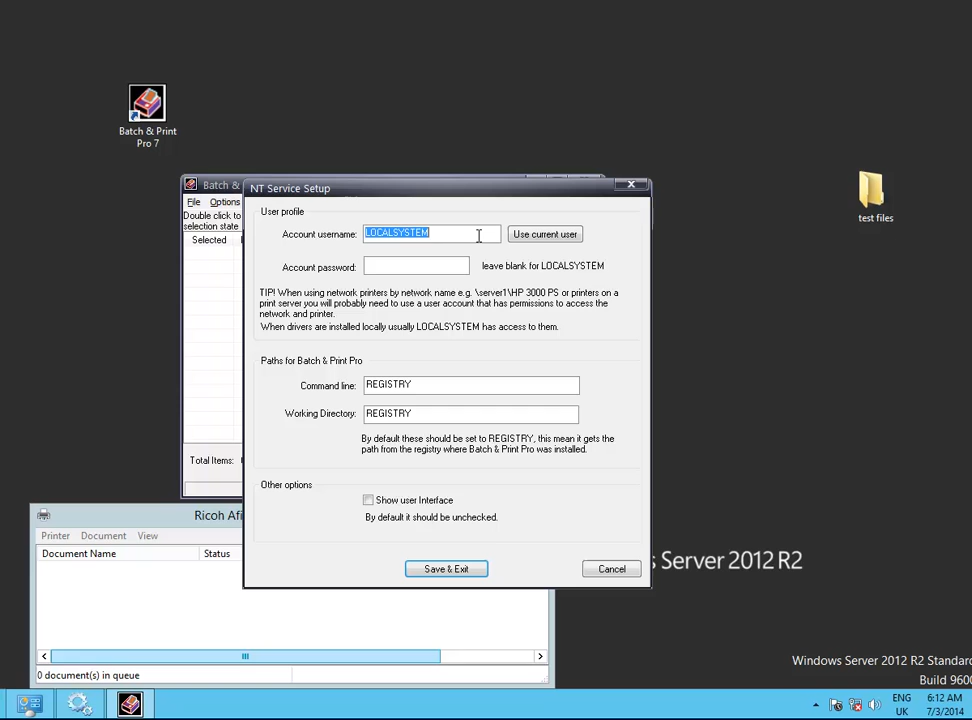 Batch & Print
Pro 7
test files
Batch &
File Options
Double click to
selection state
Selected
Total Items:
NT Service Setup
User profile
Account username: LOCALSYSTEM Use current user
Account password: leave blank for LOCALSYSTEM
TIP! When using network printers by network name e.g. \server1\HP 3000 PS or printers on a
print server you will probably need to use a user account that has permissions to access the
network and printer.
When drivers are installed locally usually LOCALSYSTEM has access to them.
Paths for Batch & Print Pro
Command line: REGISTRY
Working Directory: REGISTRY
By default these should be set to REGISTRY, this mean it gets the
path from the registry where Batch & Print Pro was installed.
Other options
Show user Interface
By default it should be unchecked.
Save & Exit Cancel
Ricoh Afi
Printer Document View
Document Name Status
0 document(s) in queue
s Server 2012 R2
Windows Server 2012 R2 Standard
Build 9600
ENG 6:12 AM
UK 7/3/2014